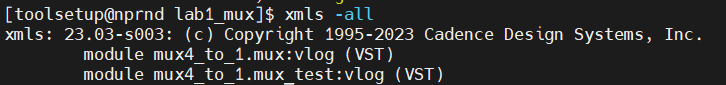 [toolsetup@nprnd lab1_mux]$ xmls -all
xmls: 23.03-s003: (c) Copyright 1995-2023 Cadence Design Systems, Inc.
        module mux4_to_1.mux:vlog (VST)
        module mux4_to_1.mux_test:vlog (VST)